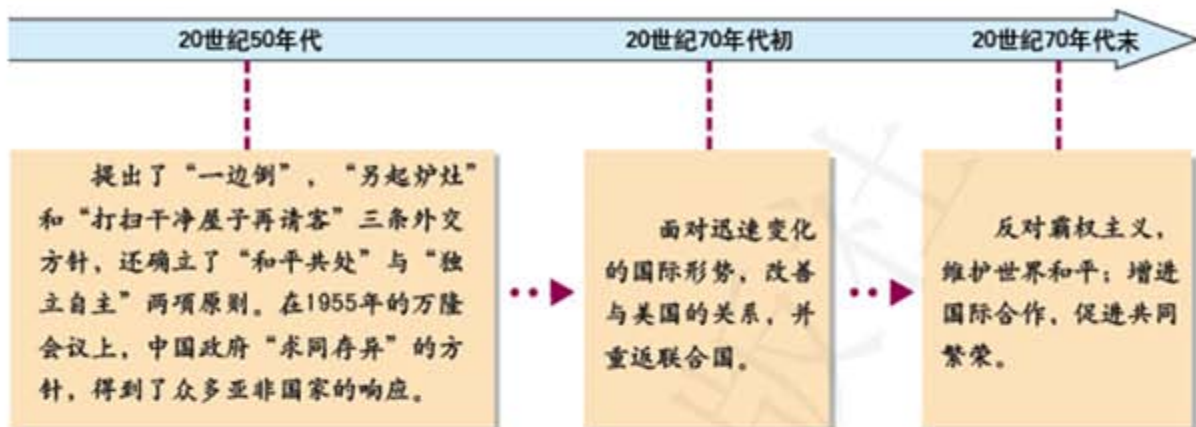 20世纪50年代
20世纪70年代初
20世纪70年代末
提出了“一边倒”，“另起炉灶”
和“打扫干净屋子再请客”三条外交
方针，还确立了“和平共处”与“独
立自主”两项原则。在1955年的万隆
会议上，中国政府“求同存异”的方
针，得到了众多亚非国家的响应。
面对迅速变化
的国际形势，改善
与美国的关系，并
重返联合国。
反对霸权主义，
维护世界和平；增进
国际合作，促进共同
繁荣。